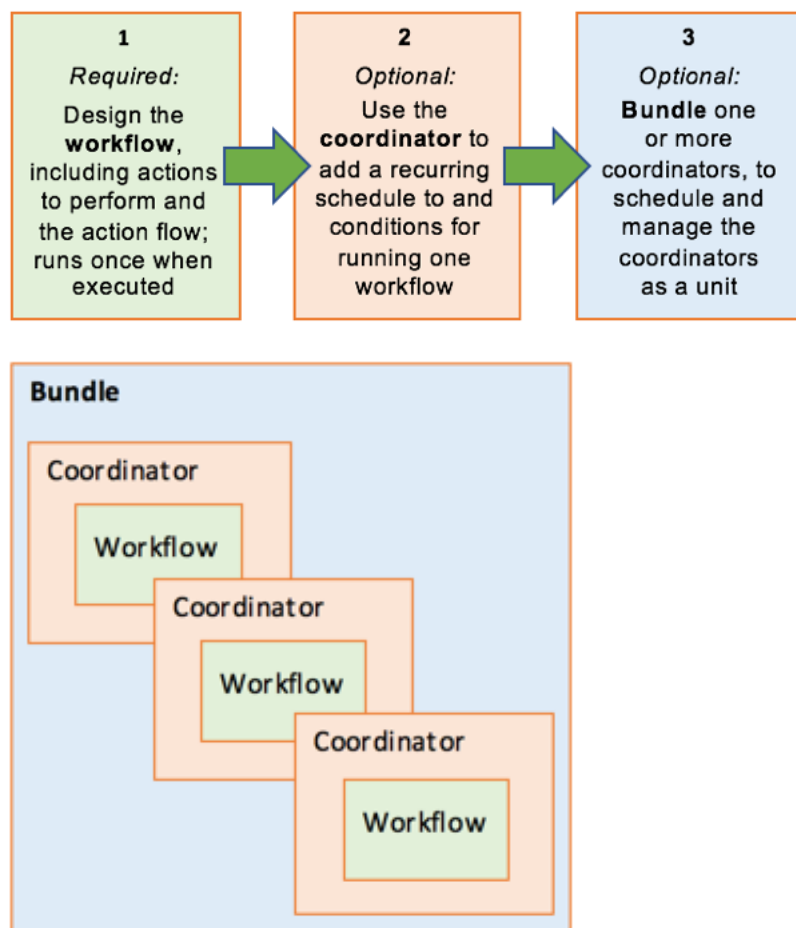 1
Required:
Design the
workflow,
including actions
to perform and
the action flow;
runs once when
executed
2
Optional:
Use the
coordinator to
add a recurring
schedule to and
conditions for
running one
workflow
3
Optional:
Bundle one
or more
coordinators, to
schedule and
manage the
coordinators
as a unit
Bundle
Coordinator
Workflow
Coordinator
Workflow
Coordinator
Workflow